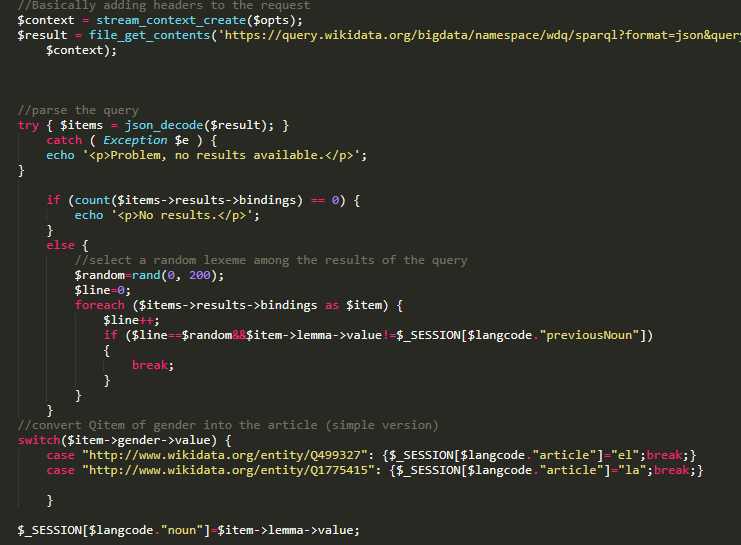 //Basically adding headers to the request
$context = stream_context_create($opts);
$result = file_get_contents('https://query.wikidata.org/bigdata/namespace/wdq/sparql?format=json&quer
$context);
//parse the query
try { $items = json_decode($result); }
catch ( Exception $e ) {
echo '<p>Problem, no results available.</p>';
}
if (count($items->results->bindings) == 0) {
echo '<p>No results.</p>';
}
else {
//select a random lexeme among the results of the query
$random=rand(0, 200);
$line=0;
foreach ($items->results->bindings as $item) {
$line++;
if ($line==$random&&$item->lemma->value!=$_SESSION[$langcode."previousNoun"])
{
break;
}
}
}
//convert Qitem of gender into the article (simple version)
switch($item->gender->value) {
case "http://www.wikidata.org/entity/Q499327": {$_SESSION[$langcode."article"]="el";break;}
case "http://www.wikidata.org/entity/Q1775415": {$_SESSION[$langcode."article"]="la";break;}
}
$_SESSION[$langcode."noun"]=$item->lemma->value;